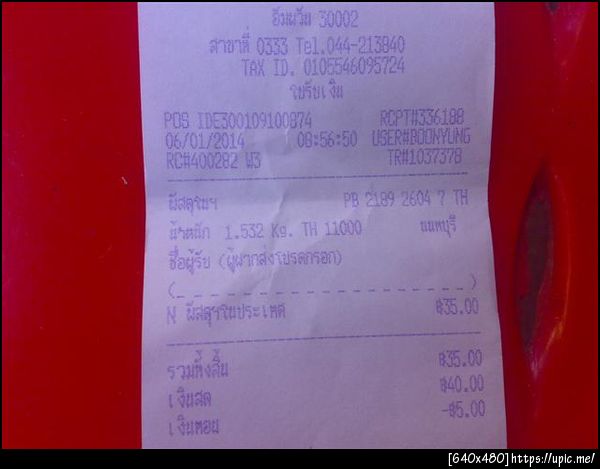 อิ่มนวัน 30002
สาขาที่ 0333 Tel.044-213840
TAX ID. 0105546095724
ใบรับเงิน
POS IDE300109100874 RCPT#336188
06/01/2014 08:56:50 USER#BOONYUNG
RC#400282 W3 TR#1037378
พัสดุฯ PB 2189 2604 7 TH
น้ำหนัก 1.532 Kg. TH 11000 นนทบุรี
ชื่อผู้รับ (ผู้ฝากส่งโปรดกรอก)
(_ _ _ _ _ _ _ _ _ _ _ _ _ _ _ _ _ _ _)
N พัสดุฯในประเทศ ฿35.00
รวมทั้งสิ้น ฿35.00
เงินสด ฿40.00
เงินทอน -฿5.00
[640x480]https://upic.me/